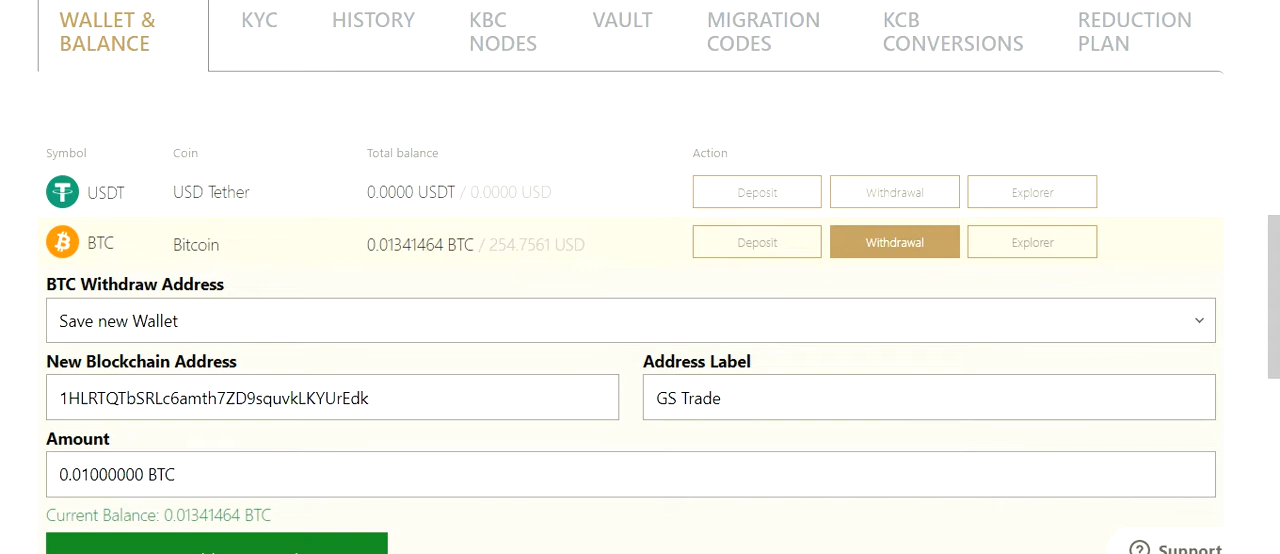 WALLET & BALANCE
KYC
HISTORY
KBC NODES
VAULT
MIGRATION CODES
KCB CONVERSIONS
REDUCTION PLAN
Symbol Coin Total balance Action
USDT USD Tether 0.0000 USDT / 0.0000 USD Deposit Withdrawal Explorer
BTC Bitcoin 0.01341464 BTC / 254.7561 USD Deposit Withdrawal Explorer
BTC Withdraw Address
Save new Wallet
New Blockchain Address Address Label
1HLRTQTbSRLc6amth7ZD9squvkLKYUrEdk GS Trade
Amount
0.01000000 BTC
Current Balance: 0.01341464 BTC
Support